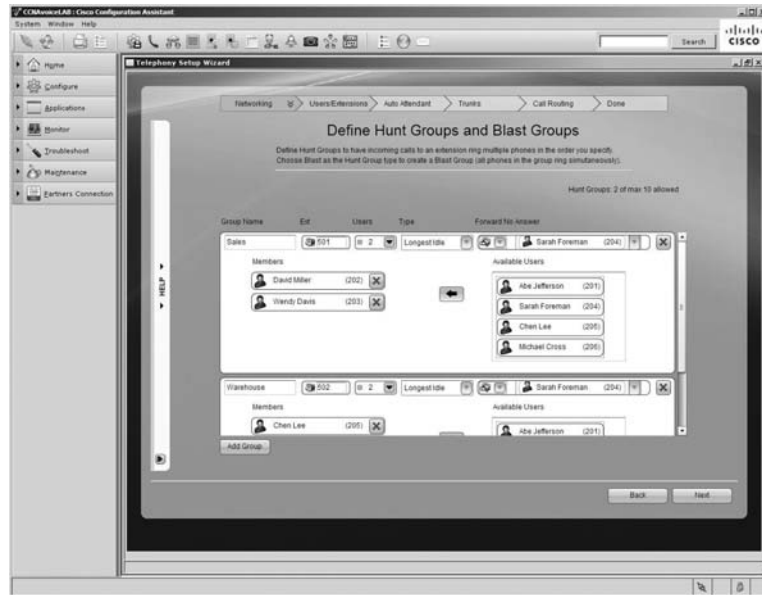 CCNAvoiceLAB : Cisco Configuration Assistant
System Window Help
Search
CISCO
Home
Configure
Applications
Monitor
Troubleshoot
Maintenance
Partners Connection
Telephony Setup Wizard
Networking Users/Extensions Auto Attendant Trunks Call Routing Done
Define Hunt Groups and Blast Groups
Define Hunt Groups to have incoming calls to an extension ring multiple phones in the order you specify.
Choose Blast as the Hunt Group type to create a Blast Group (all phones in the group ring simultaneously).
Hunt Groups: 2 of max 10 allowed
Group Name Ext Users Type Forward No Answer
Sales 501 2 Longest Idle Sarah Foreman (204)
Members Available Users
David Miller (202) Abe Jefferson (201)
Wendy Davis (203) Sarah Foreman (204)
Chen Lee (205)
Michael Cross (206)
HELP
Warehouse 502 2 Longest Idle Sarah Foreman (204)
Members Available Users
Chen Lee (205) Abe Jefferson (201)
Add Group
Back Next